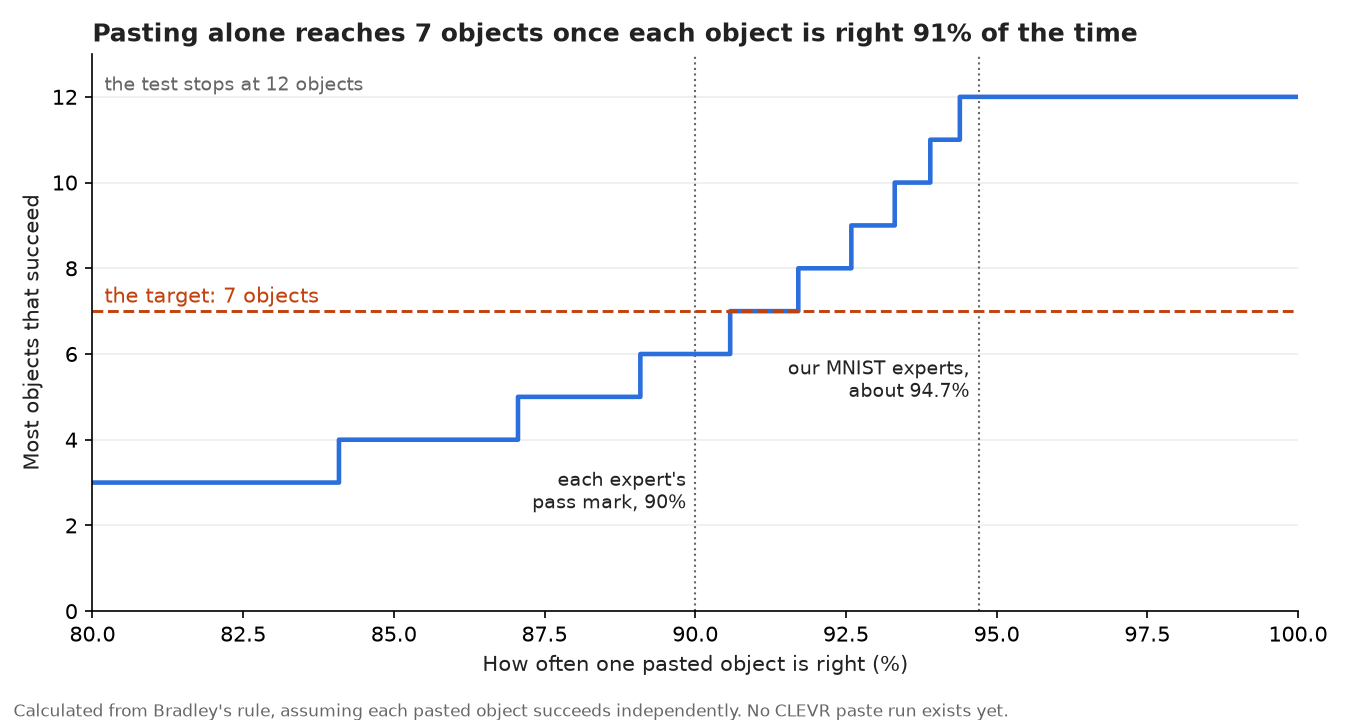 Pasting alone reaches 7 objects once each object is right 91% of the time
the test stops at 12 objects
12
10
8
the target: 7 objects
6
our MNIST experts,
about 94.7%
4
each expert's
pass mark, 90%
2
0
80.0 82.5 85.0 87.5 90.0 92.5 95.0 97.5 100.0
Most objects that succeed
How often one pasted object is right (%)
Calculated from Bradley's rule, assuming each pasted object succeeds independently. No CLEVR paste run exists yet.